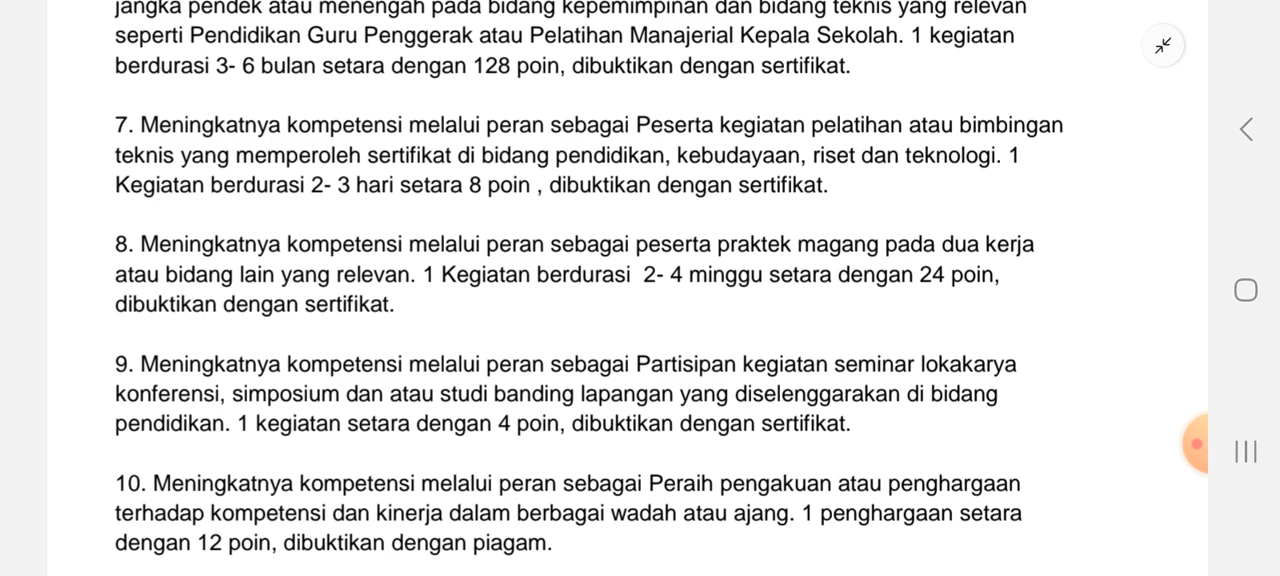 jangka pendek atau menengah pada bidang kepemimpinan dan bidang teknis yang relevan
seperti Pendidikan Guru Penggerak atau Pelatihan Manajerial Kepala Sekolah. 1 kegiatan
berdurasi 3- 6 bulan setara dengan 128 poin, dibuktikan dengan sertifikat.
7. Meningkatnya kompetensi melalui peran sebagai Peserta kegiatan pelatihan atau bimbingan
teknis yang memperoleh sertifikat di bidang pendidikan, kebudayaan, riset dan teknologi. 1
Kegiatan berdurasi 2- 3 hari setara 8 poin , dibuktikan dengan sertifikat.
8. Meningkatnya kompetensi melalui peran sebagai peserta praktek magang pada dua kerja
atau bidang lain yang relevan. 1 Kegiatan berdurasi  2- 4 minggu setara dengan 24 poin,
dibuktikan dengan sertifikat.
9. Meningkatnya kompetensi melalui peran sebagai Partisipan kegiatan seminar lokakarya
konferensi, simposium dan atau studi banding lapangan yang diselenggarakan di bidang
pendidikan. 1 kegiatan setara dengan 4 poin, dibuktikan dengan sertifikat.
10. Meningkatnya kompetensi melalui peran sebagai Peraih pengakuan atau penghargaan
terhadap kompetensi dan kinerja dalam berbagai wadah atau ajang. 1 penghargaan setara
dengan 12 poin, dibuktikan dengan piagam.